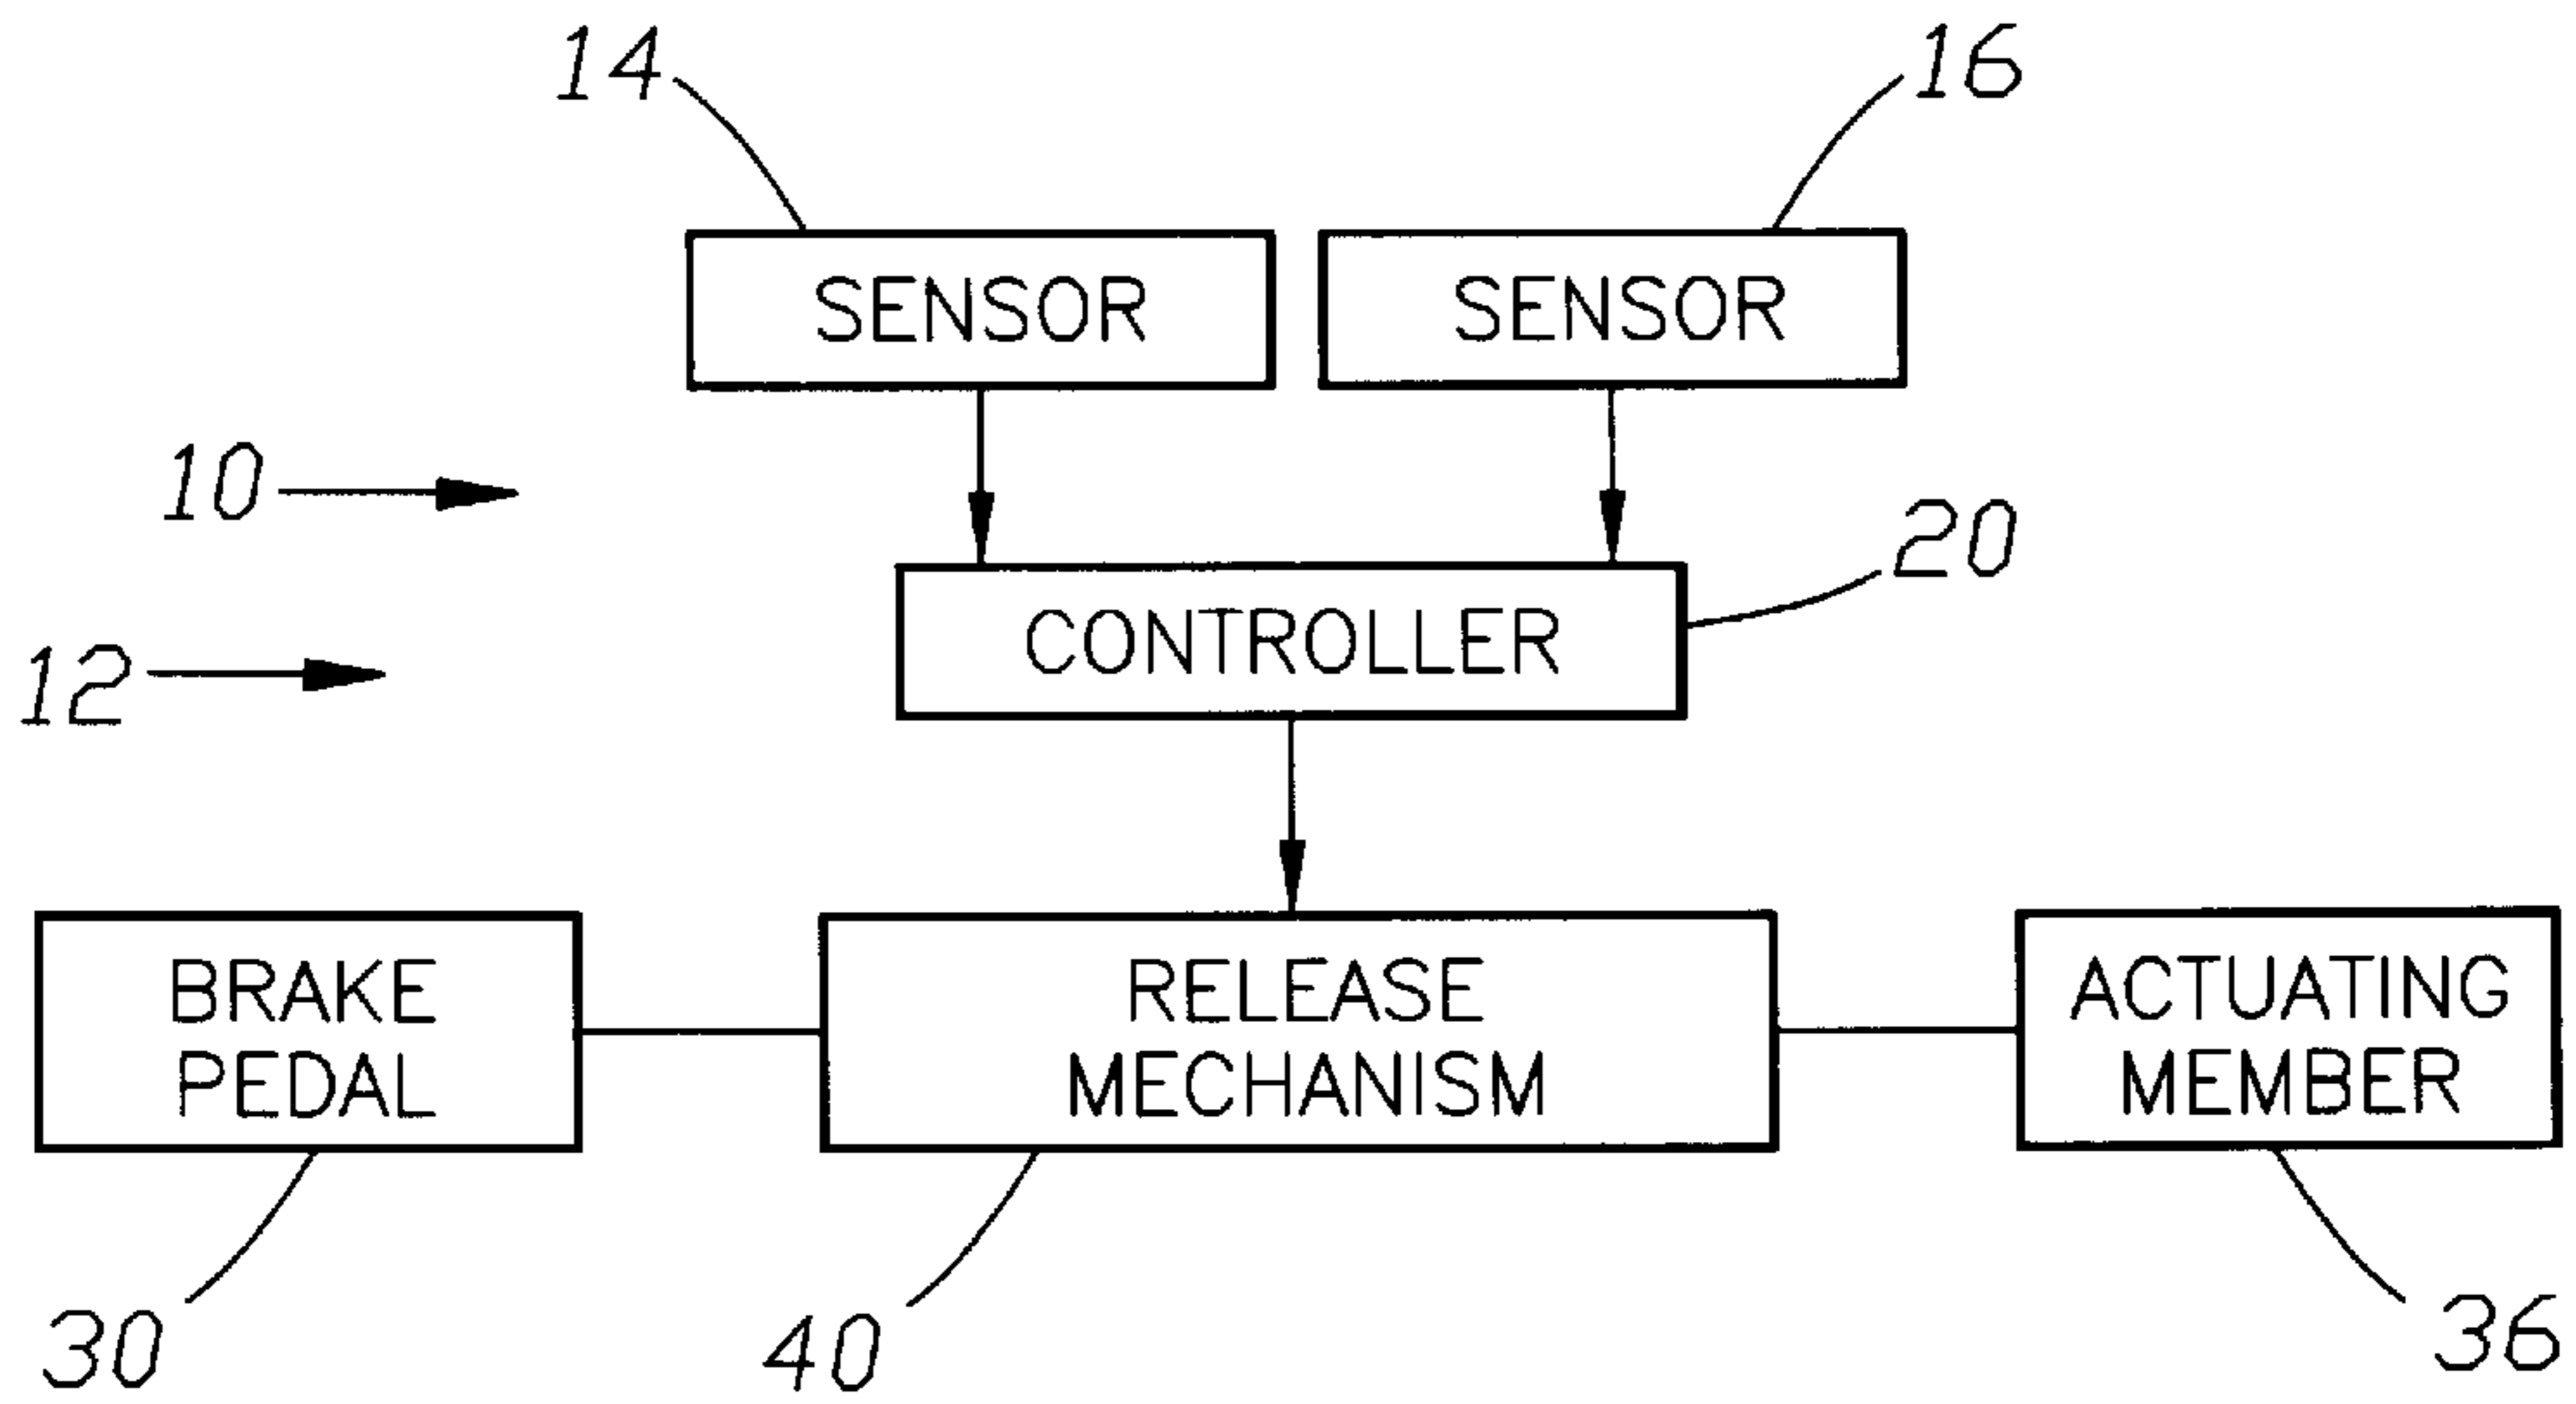 14
16
SENSOR
SENSOR
10
20
12
CONTROLLER
BRAKE
PEDAL
RELEASE
MECHANISM
ACTUATING
MEMBER
30
40
36